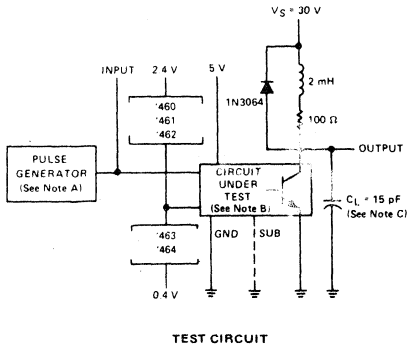 VS = 30 V
INPUT
2.4 V
5 V
2 mH
1N3064
'460
'461
'462
100 Ω
OUTPUT
PULSE
GENERATOR
(See Note A)
CIRCUIT
UNDER
TEST
(See Note B)
CL = 15 pF
(See Note C)
'463
'464
GND
SUB
0.4 V
TEST CIRCUIT